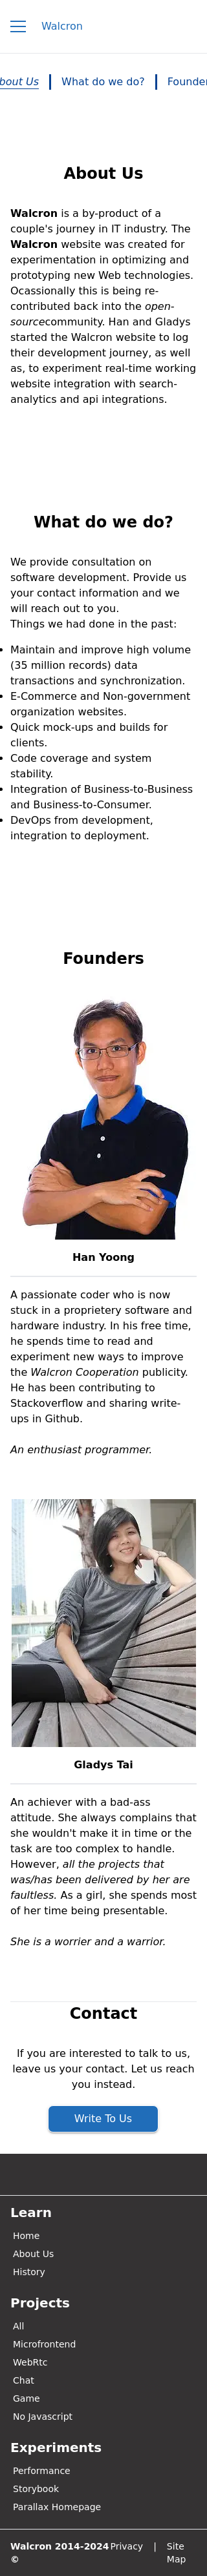 Walcron
bout Us
What do we do?
Founder
About Us
Walcron is a by-product of a
couple's journey in IT industry. The
Walcron website was created for
experimentation in optimizing and
prototyping new Web technologies.
Ocassionally this is being re-
contributed back into the open-
sourcecommunity. Han and Gladys
started the Walcron website to log
their development journey, as well
as, to experiment real-time working
website integration with search-
analytics and api integrations.
What do we do?
We provide consultation on
software development. Provide us
your contact information and we
will reach out to you.
Things we had done in the past:
• Maintain and improve high volume
(35 million records) data
transactions and synchronization.
• E-Commerce and Non-government
organization websites.
• Quick mock-ups and builds for
clients.
• Code coverage and system
stability.
• Integration of Business-to-Business
and Business-to-Consumer.
• DevOps from development,
integration to deployment.
Founders
Han Yoong
A passionate coder who is now
stuck in a proprietery software and
hardware industry. In his free time,
he spends time to read and
experiment new ways to improve
the Walcron Cooperation publicity.
He has been contributing to
Stackoverflow and sharing write-
ups in Github.
An enthusiast programmer.
Gladys Tai
An achiever with a bad-ass
attitude. She always complains that
she wouldn't make it in time or the
task are too complex to handle.
However, all the projects that
was/has been delivered by her are
faultless. As a girl, she spends most
of her time being presentable.
She is a worrier and a warrior.
Contact
If you are interested to talk to us,
leave us your contact. Let us reach
you instead.
Write To Us
Learn
Home
About Us
History
Projects
All
Microfrontend
WebRtc
Chat
Game
No Javascript
Experiments
Performance
Storybook
Parallax Homepage
Walcron 2014-2024 Privacy | Site
© Map